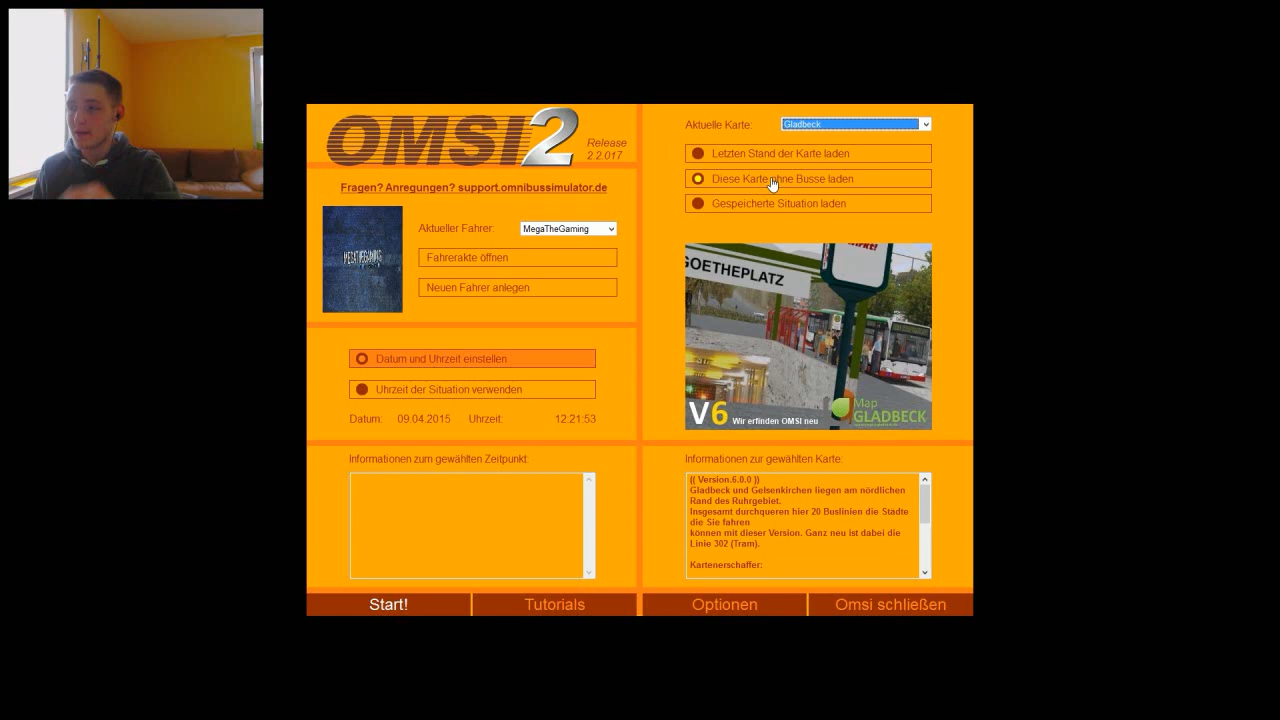 OMSI 2
Release
2.2.017
Fragen? Anregungen? support.omnibussimulator.de
MEGATHEGAMING
Aktueller Fahrer:
MegaTheGaming
Fahrerakte öffnen
Neuen Fahrer anlegen
Datum und Uhrzeit einstellen
Uhrzeit der Situation verwenden
Datum: 09.04.2015 Uhrzeit: 12:21:53
Informationen zum gewählten Zeitpunkt:
Aktuelle Karte:
Gladbeck
Letzten Stand der Karte laden
Diese Karte ohne Busse laden
Gespeicherte Situation laden
GOETHEPLATZ
V6 Wir erfinden OMSI neu
Map
GLADBECK
Informationen zur gewählten Karte:
(( Version.6.0.0 ))
Gladbeck und Gelsenkirchen liegen am nördlichen
Rand des Ruhrgebiet.
Insgesamt durchqueren hier 20 Buslinien die Städte
die Sie fahren
können mit dieser Version. Ganz neu ist dabei die
Linie 302 (Tram).
Kartenerschaffer:
Start!
Tutorials
Optionen
Omsi schließen